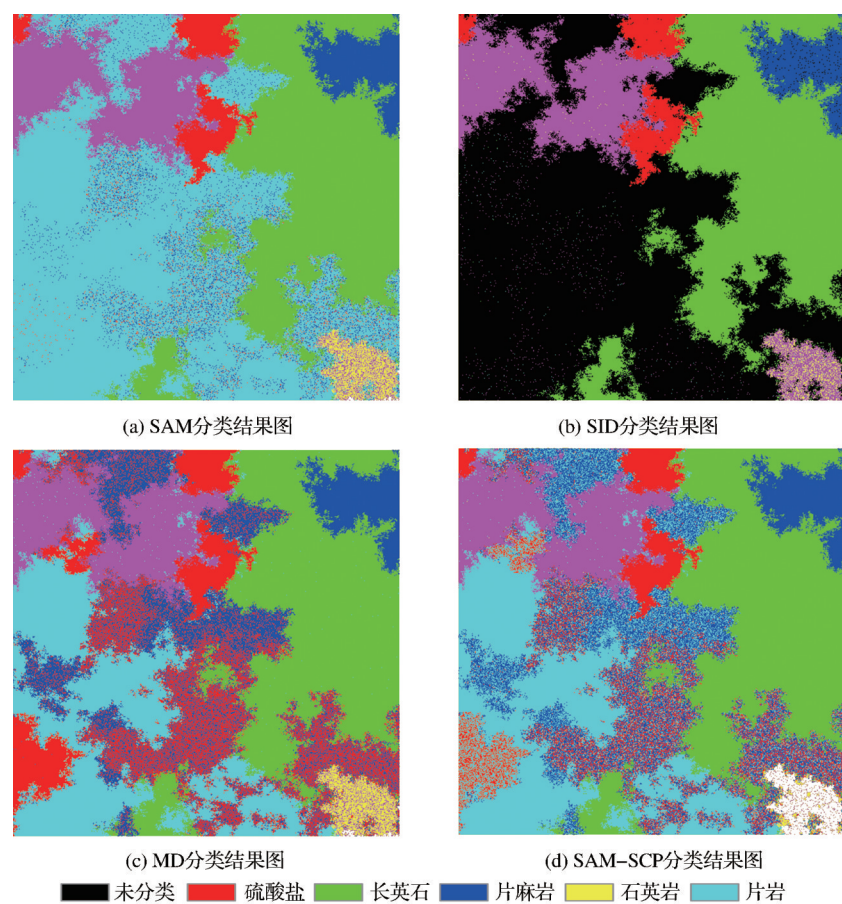 (a) SAM分类结果图
(b) SID分类结果图
(c) MD分类结果图
(d) SAM-SCP分类结果图
未分类 硫酸盐 长英石 片麻岩 石英岩 片岩